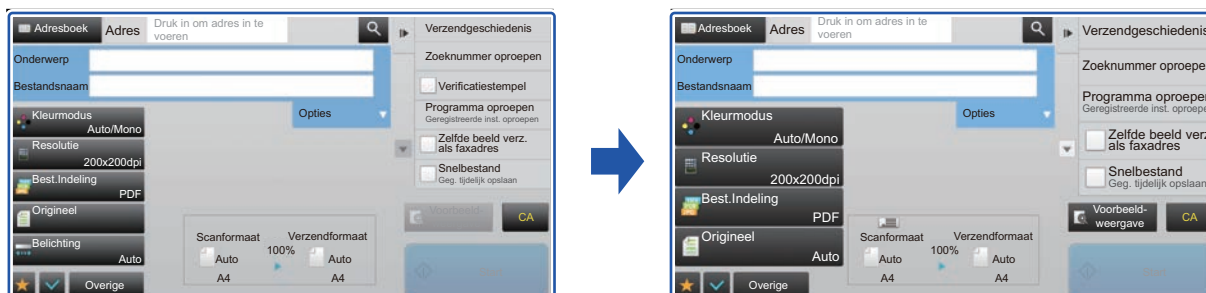 Adresboek
Adres
Druk in om adres in te
voeren
Onderwerp
Bestandsnaam
Kleurmodus
Auto/Mono
Resolutie
200x200dpi
Best.Indeling
PDF
Origineel
Belichting
Auto
Overige
Opties
Scanformaat
Verzendformaat
100%
Auto
Auto
A4
A4
Verzendgeschiedenis
Zoeknummer oproepen
Verificatiestempel
Programma oproepen
Geregistreerde inst. oproepen
Zelfde beeld verz.
als faxadres
Snelbestand
Geg. tijdelijk opslaan
CA
Adresboek
Adres
Druk in om adres in te
voeren
Onderwerp
Bestandsnaam
Kleurmodus
Auto/Mono
Resolutie
200x200dpi
Best.Indeling
PDF
Origineel
Auto
Overige
Opties
Scanformaat
Verzendformaat
100%
Auto
Auto
A4
A4
Verzendgeschiedenis
Zoeknummer oproepe
Programma oproepen
Geregistreerde inst. oproepe
Zelfde beeld verz
als faxadres
Snelbestand
Geg. tijdelijk opslaan
Voorbeeld-
weergave
CA